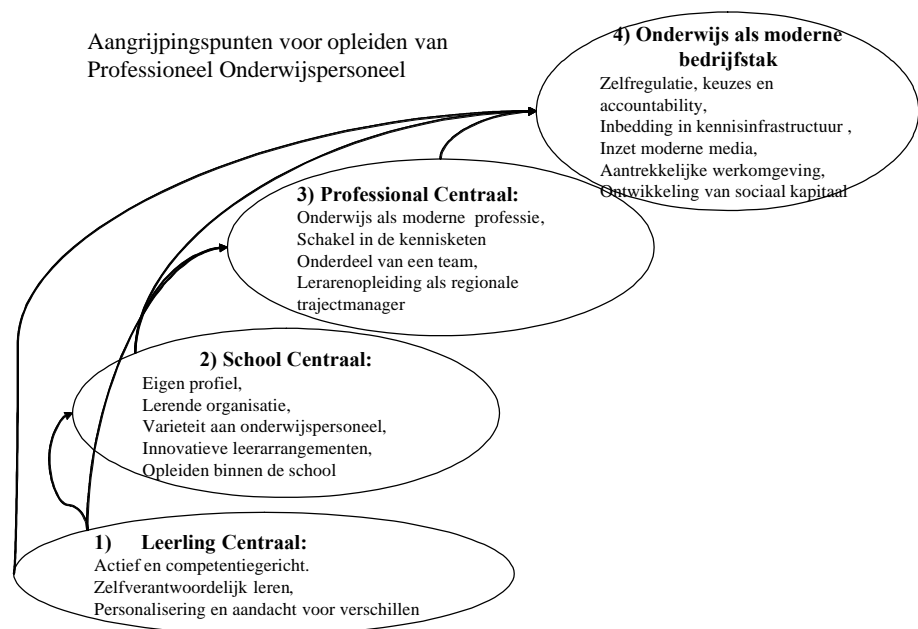 Aangrijpingspunten voor opleiden van
Professioneel Onderwijspersoneel
4) Onderwijs als moderne
bedrijfstak
Zelfregulatie, keuzes en
accountability,
Inbedding in kennisinfrastructuur ,
Inzet moderne media,
Aantrekkelijke werkomgeving,
Ontwikkeling van sociaal kapitaal
3) Professional Centraal:
Onderwijs als moderne professie,
Schakel in de kennisketen
Onderdeel van een team,
Lerarenopleiding als regionale
trajectmanager
2) School Centraal:
Eigen profiel,
Lerende organisatie,
Varieteit aan onderwijspersoneel,
Innovatieve leerarrangementen,
Opleiden binnen de school
1) Leerling Centraal:
Actief en competentiegericht.
Zelfverantwoordelijk leren,
Personalisering en aandacht voor verschillen